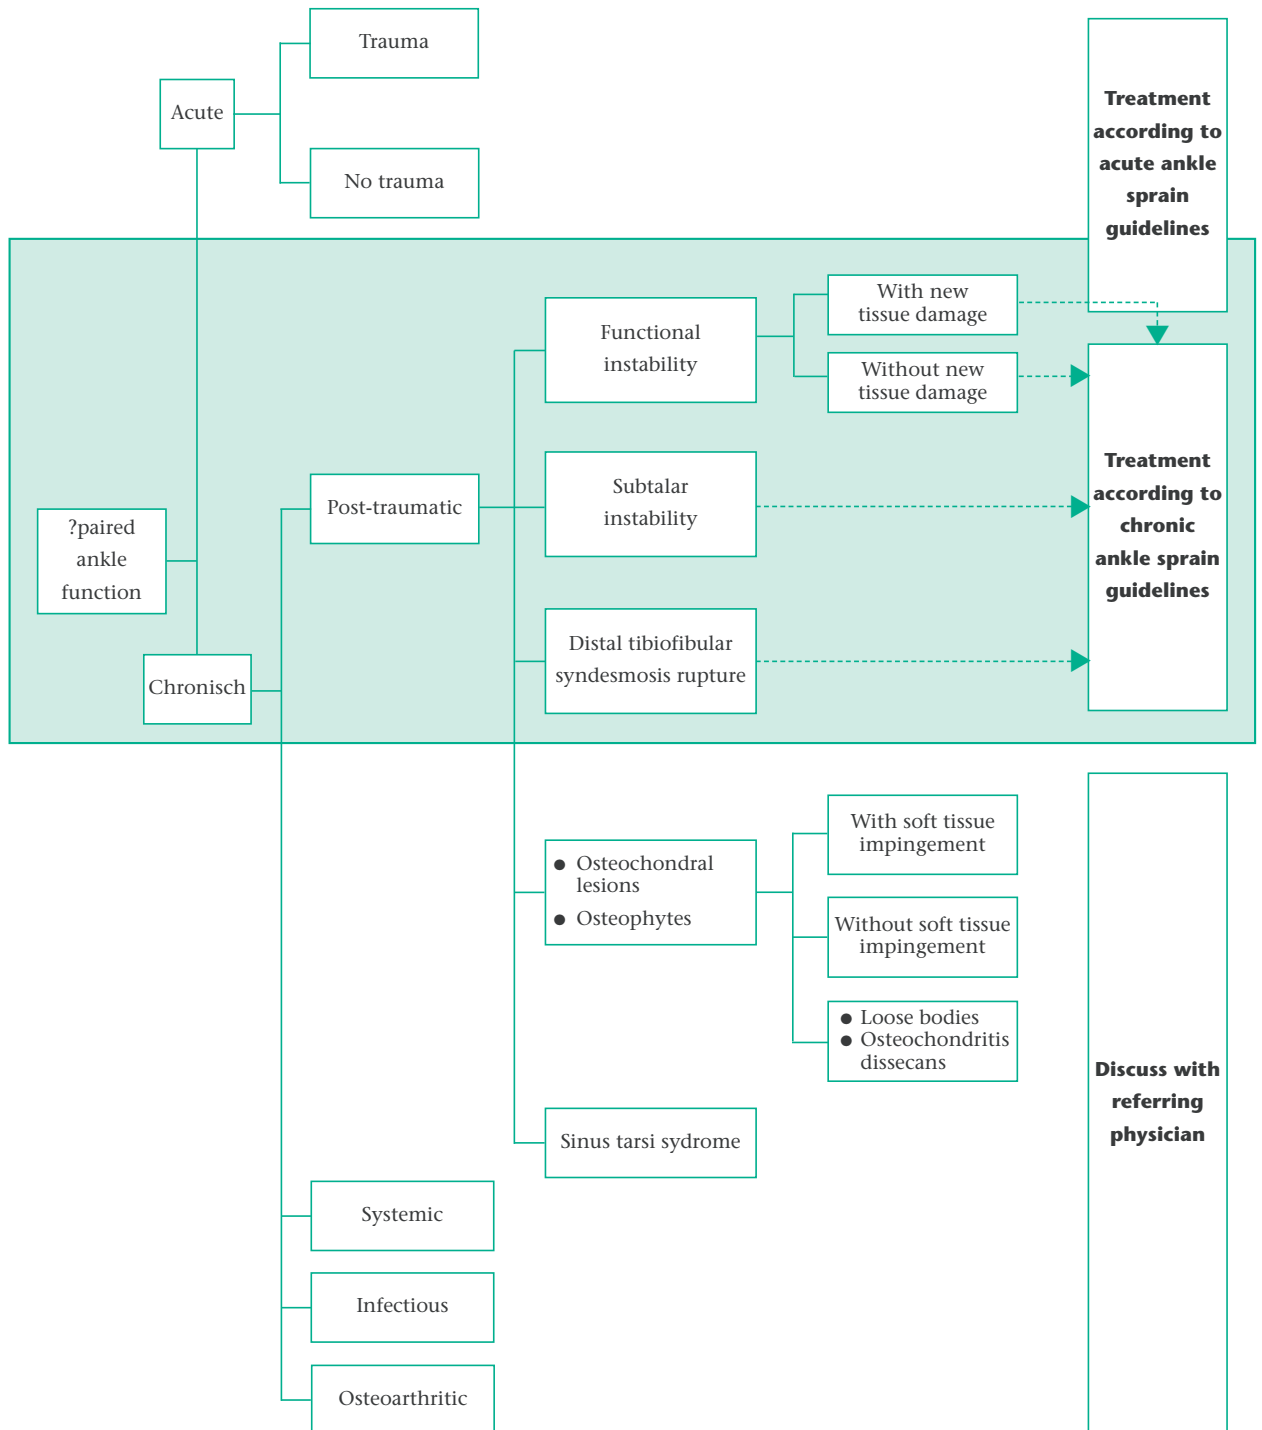 Trauma
Acute
No trauma
Treatment
according to
acute ankle
sprain
guidelines
With new
tissue damage
Functional
instability
Without new
tissue damage
Treatment
according to
chronic
ankle sprain
guidelines
Subtalar
instability
Post-traumatic
?paired
ankle
function
Distal tibiofibular
syndesmosis rupture
Chronisch
With soft tissue
impingement
● Osteochondral
lesions
● Osteophytes
Without soft tissue
impingement
● Loose bodies
● Osteochondritis
dissecans
Discuss with
referring
physician
Sinus tarsi sydrome
Systemic
Infectious
Osteoarthritic